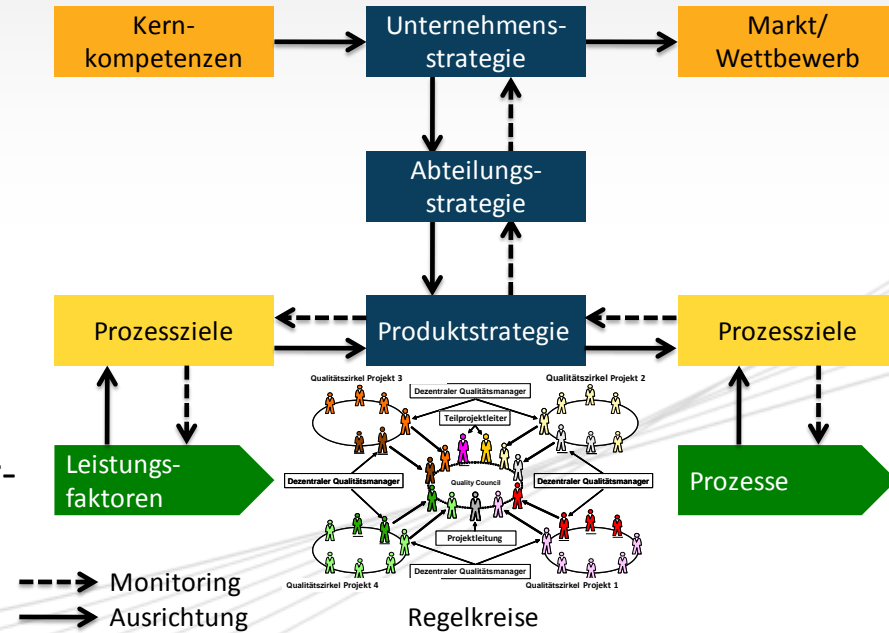 Kern-
kompetenzen
Unternehmens-
strategie
Markt/
Wettbewerb
Abteilungs-
strategie
Prozessziele
Produktstrategie
Prozessziele
Qualitätszirkel Projekt 3
Qualitätszirkel Projekt 2
Dezentraler Qualitätsmanager
Teilprojektleiter
-
Leistungs-
faktoren
Dezentraler Qualitätsmanager
Quality Council
Dezentraler Qualitätsmanager
Prozesse
Projektleitung
Dezentraler Qualitätsmanager
Qualitätszirkel Projekt 4
Qualitätszirkel Projekt 1
Monitoring
Ausrichtung
Regelkreise